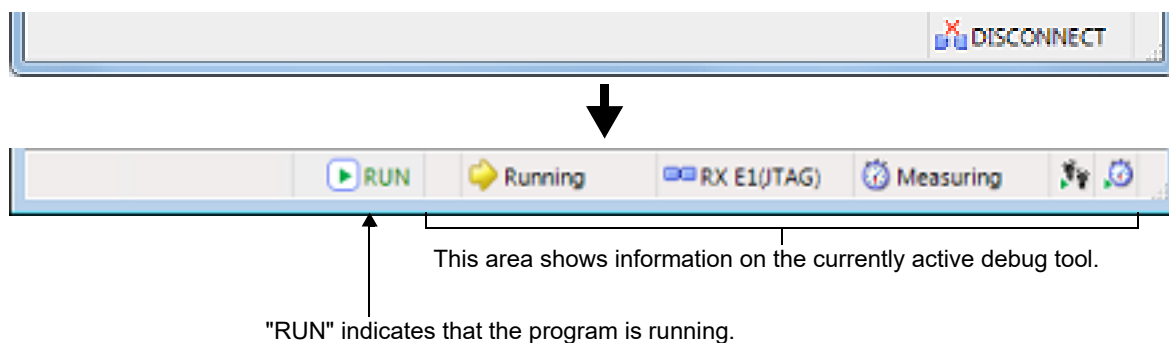 DISCONNECT
RUN Running RX E1(JTAG) Measuring
This area shows information on the currently active debug tool.
"RUN" indicates that the program is running.